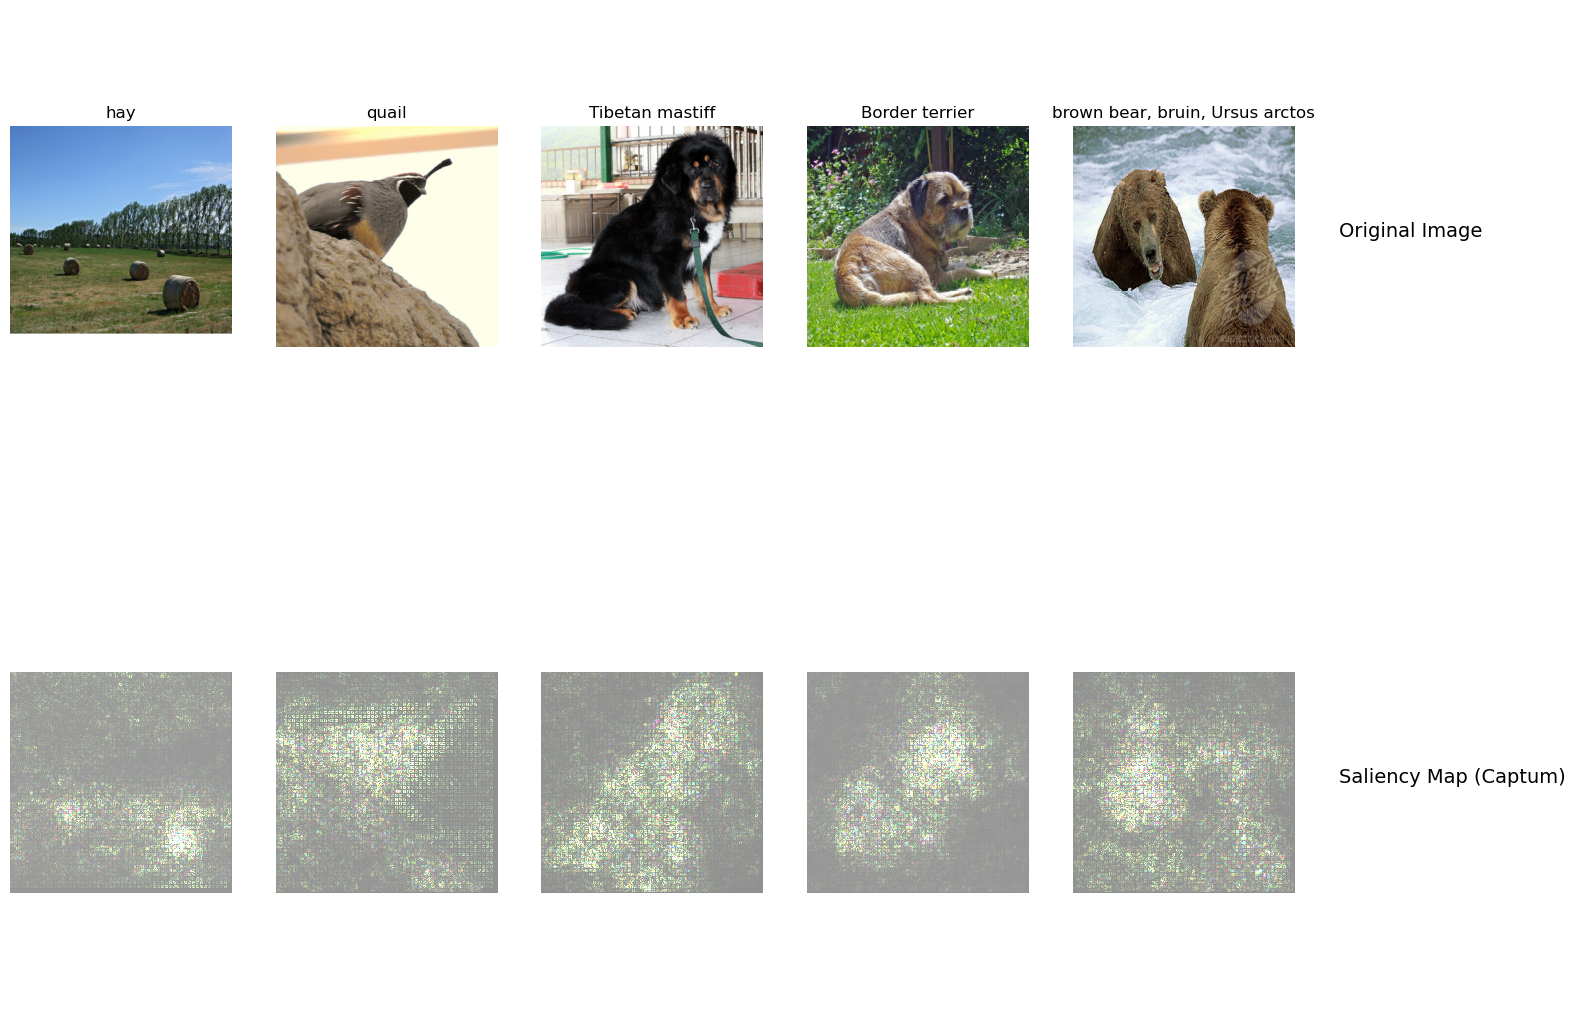 hay
quail
Tibetan mastiff
Border terrier
brown bear, bruin, Ursus arctos
Original Image
Saliency Map (Captum)